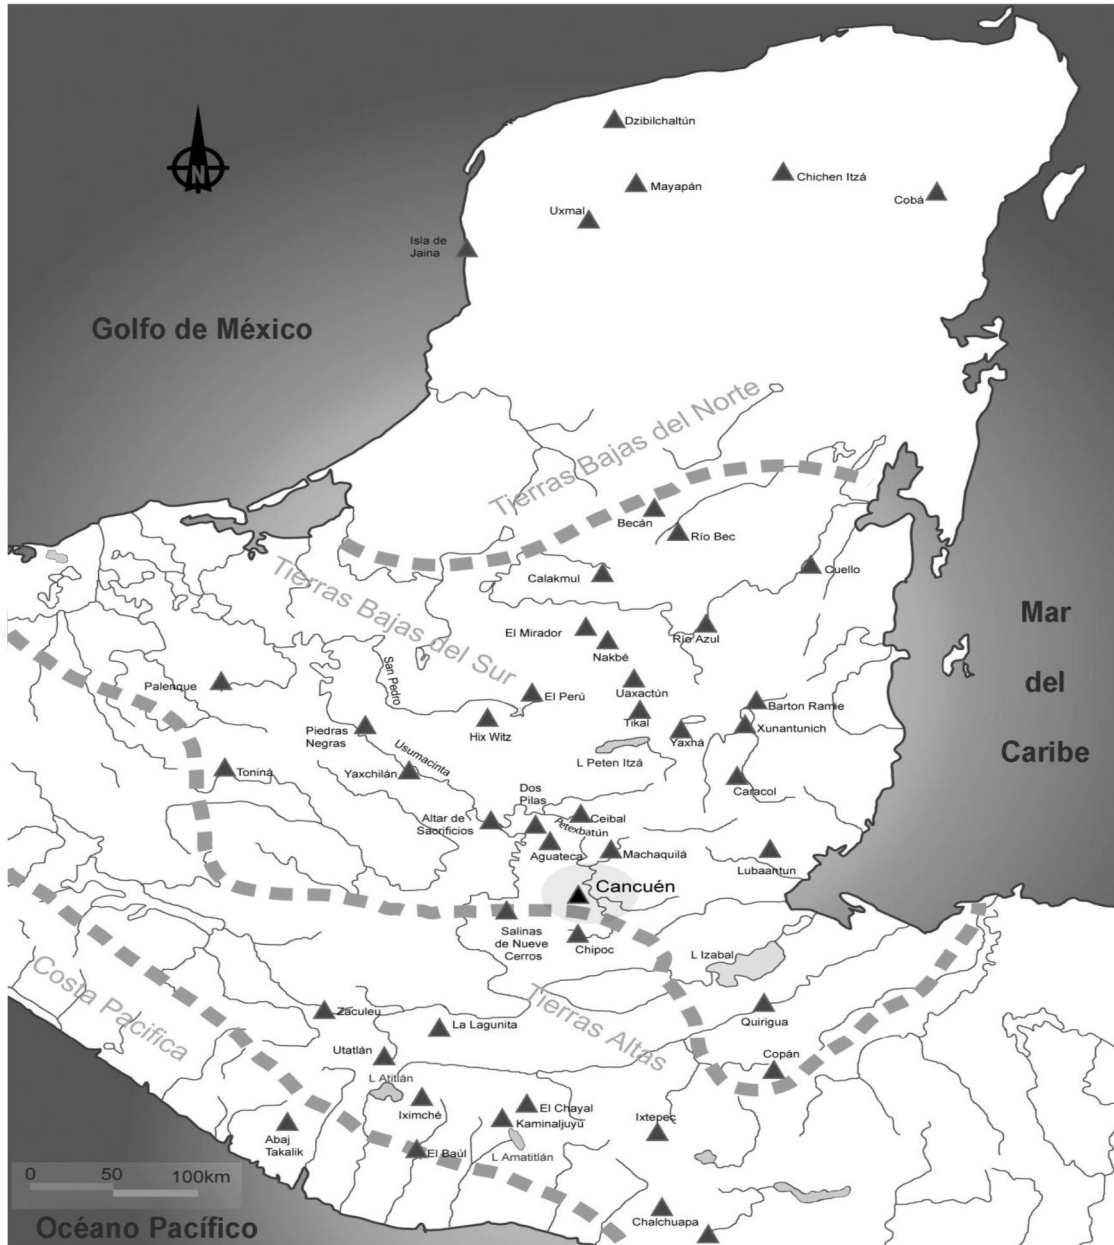 Dzibilchaltún
Mayapán
Chichen Itzá
Cobá
Uxmal
Isla de
Jaina
N
Golfo de México
Tierras Bajas del Norte
Becán
Río Bec
Calakmul
Cuello
Tierras Bajas del Sur
El Mirador
Nakbé
Río Azul
Mar
del
Caribe
San Pedro
Palenque
El Perú
Uaxactún
Tikal
Barton Ramie
Xunantunich
Piedras
Negras
Hix Witz
Yaxhá
Usumacinta
L Peten Itzá
Toniná
Yaxchilán
Caracol
Dos
Pilas
Altar de
Sacrificios
Ceibal
Petexbatún
Aguateca
Machaquilá
Lubaantun
Cancuén
Salinas
de Nueve
Cerros
Chipoc
L Izabal
Costa Pacifica
Tierras Altas
Zaculeu
La Lagunita
Quirigua
Utatlán
Copán
L Atitlán
Iximché
El Chayal
Kaminaljuyú
Ixtepec
Abaj
Takalik
El Baúl
L Amatitlán
0 50 100km
Chalchuapa
Océano Pacífico